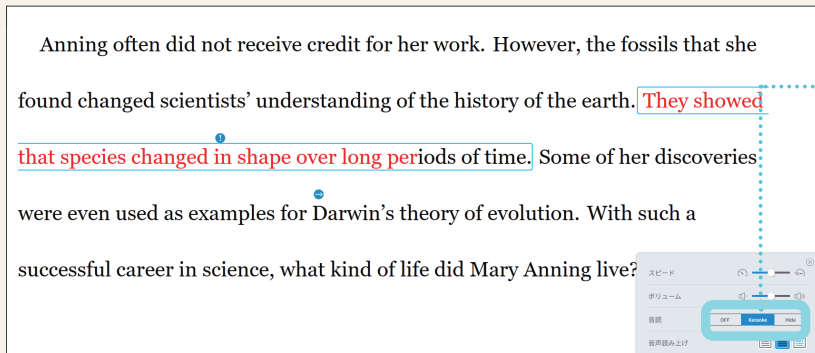 Anning often did not receive credit for her work. However, the fossils that she
found changed scientists’ understanding of the history of the earth. They showed
that species changed in shape over long periods of time. Some of her discoveries
were even used as examples for Darwin’s theory of evolution. With such a
successful career in science, what kind of life did Mary Anning live?
スピード
ボリューム
音読 OFF Karaoke Hide
音声読み上げ